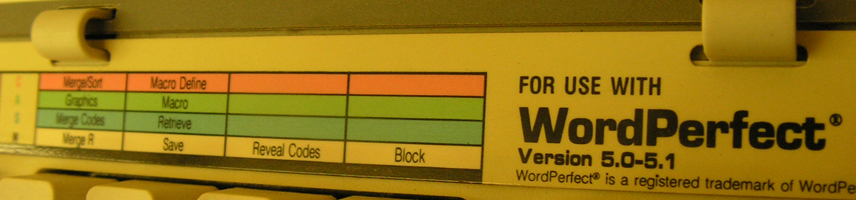 C Merge/Sort Macro Define
A Graphics Macro
S Merge Codes Retrieve
N Merge R Save Reveal Codes Block
FOR USE WITH
WordPerfect®
Version 5.0-5.1
WordPerfect® is a registered trademark of WordPe